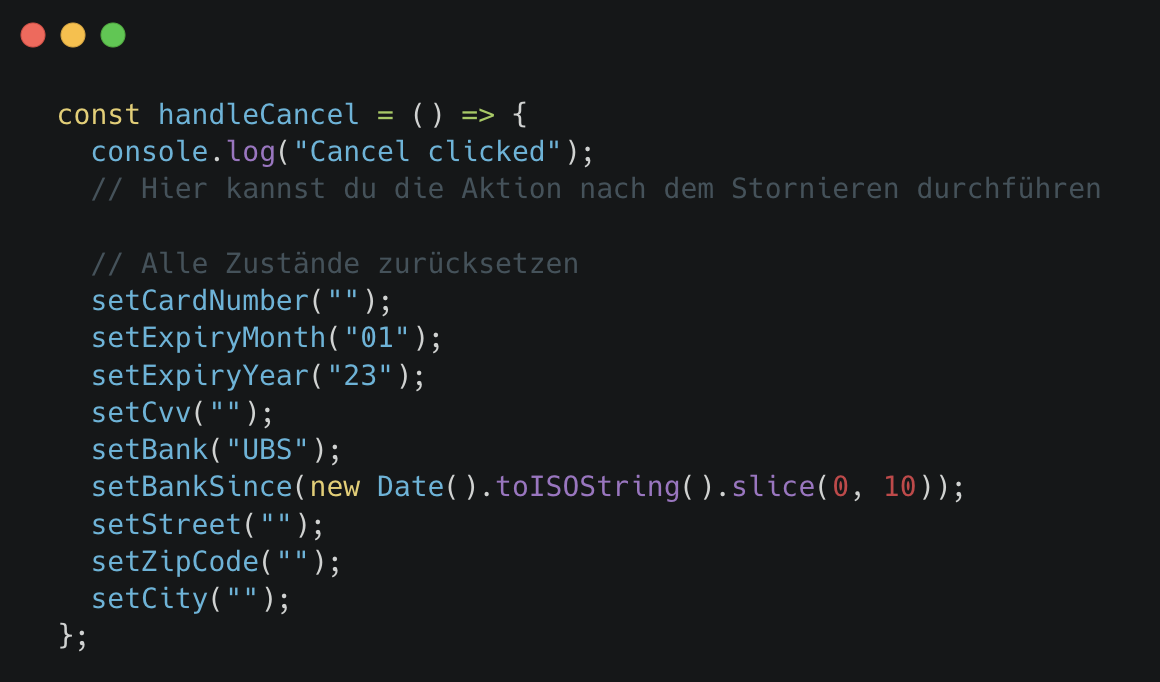 const handleCancel = () => {
  console.log("Cancel clicked");
  // Hier kannst du die Aktion nach dem Stornieren durchführen

  // Alle Zustände zurücksetzen
  setCardNumber("");
  setExpiryMonth("01");
  setExpiryYear("23");
  setCvv("");
  setBank("UBS");
  setBankSince(new Date().toISOString().slice(0, 10));
  setStreet("");
  setZipCode("");
  setCity("");
};